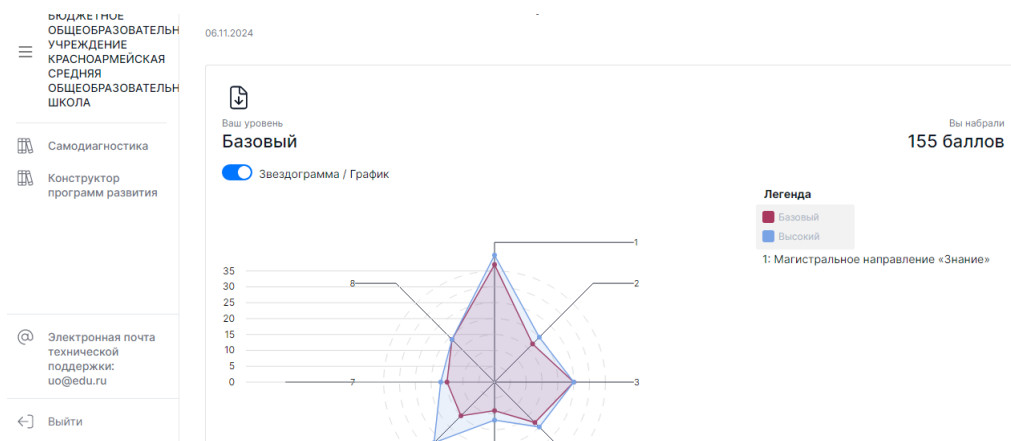 БЮДЖЕТНОЕ
ОБЩЕОБРАЗОВАТЕЛЬН
УЧРЕЖДЕНИЕ
КРАСНОАРМЕЙСКАЯ
СРЕДНЯЯ
ОБЩЕОБРАЗОВАТЕЛЬН
ШКОЛА
Самодиагностика
Конструктор
программ развития
Электронная почта
технической
поддержки:
uo@edu.ru
Выйти
06.11.2024
Ваш уровень
Базовый
Вы набрали
155 баллов
Звездограмма / График
Легенда
Базовый
Высокий
1: Магистральное направление «Знание»
1
2
3
7
8
35
30
25
20
15
10
5
0